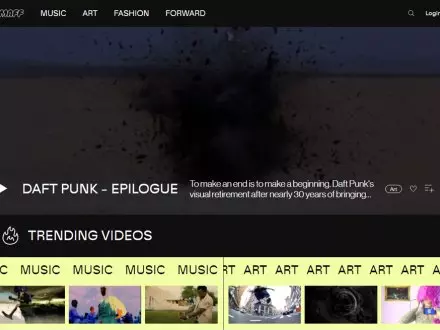 MAFF MUSIC ART FASHION FORWARD Login
DAFT PUNK - EPILOGUE
To make an end is to make a beginning. Daft Punk's
visual retirement after nearly 30 years of bringing...
Art
TRENDING VIDEOS
C MUSIC MUSIC MUSIC MUSIC
RT ART ART ART ART ART ART